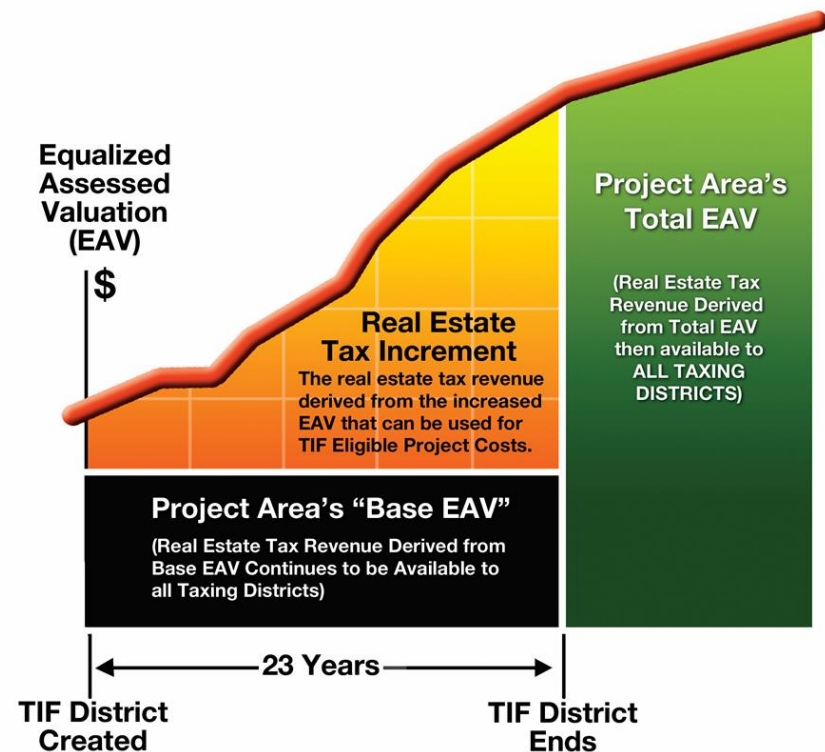 Equalized
Assessed
Valuation
(EAV)
$
Real Estate
Tax Increment
The real estate tax revenue
derived from the increased
EAV that can be used for
TIF Eligible Project Costs.
Project Area's
Total EAV
(Real Estate Tax
Revenue Derived
from Total EAV
then available to
ALL TAXING
DISTRICTS)
Project Area's “Base EAV”
(Real Estate Tax Revenue Derived from
Base EAV Continues to be Available to
all Taxing Districts)
23 Years
TIF District
Created
TIF District
Ends